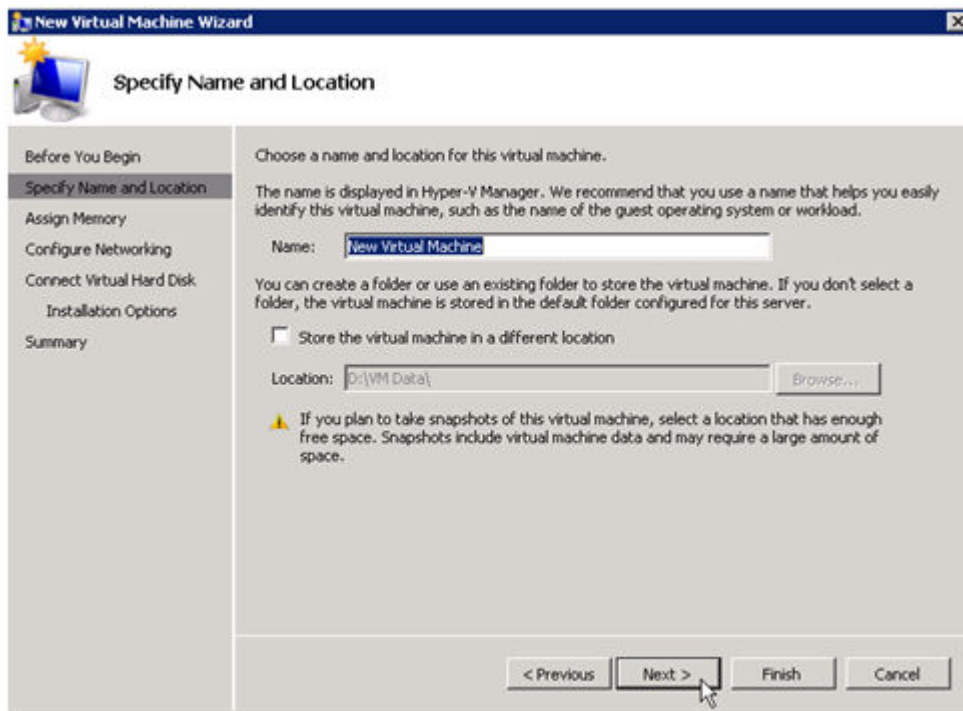 New Virtual Machine Wizard
Specify Name and Location
Before You Begin
Specify Name and Location
Assign Memory
Configure Networking
Connect Virtual Hard Disk
Installation Options
Summary
Choose a name and location for this virtual machine.
The name is displayed in Hyper-V Manager. We recommend that you use a name that helps you easily
identify this virtual machine, such as the name of the guest operating system or workload.
Name: New Virtual Machine
You can create a folder or use an existing folder to store the virtual machine. If you don't select a
folder, the virtual machine is stored in the default folder configured for this server.
Store the virtual machine in a different location
Location: D:\VM Data\ Browse...
If you plan to take snapshots of this virtual machine, select a location that has enough
free space. Snapshots include virtual machine data and may require a large amount of
space.
< Previous Next > Finish Cancel